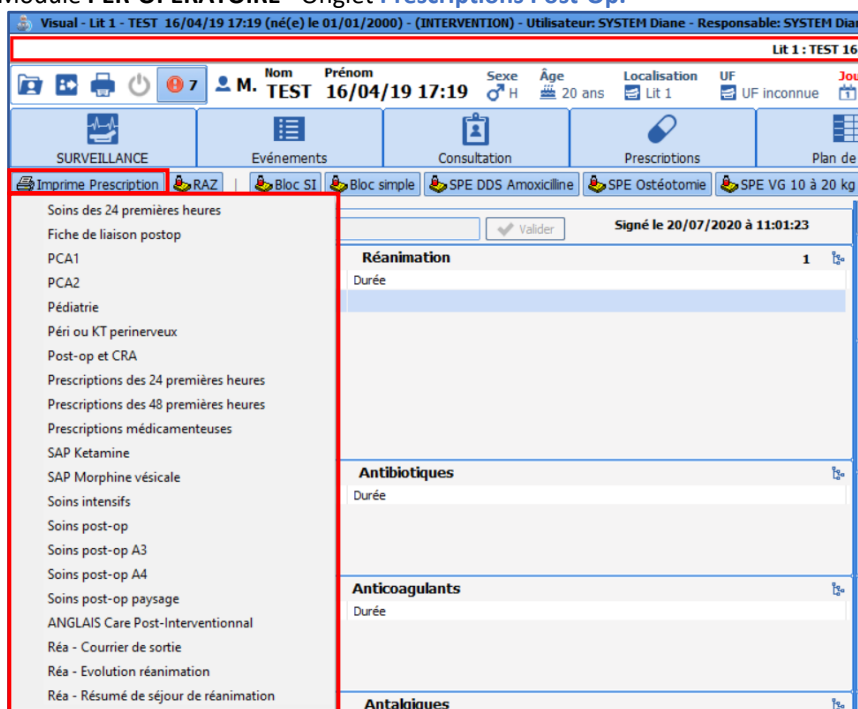 Module PER-OPERATOIRE - Onglet Prescriptions Post-Op.
Visual - Lit 1 - TEST 16/04/19 17:19 (né(e) le 01/01/2000) - (INTERVENTION) - Utilisateur: SYSTEM Diane - Responsable: SYSTEM Dian
Lit 1 : TEST 16
7 M. Nom TEST Prénom 16/04/19 17:19 Sexe H Âge 20 ans Localisation Lit 1 UF UF inconnue Jou
SURVEILLANCE Evénements Consultation Prescriptions Plan de
Imprime Prescription RAZ Bloc SI Bloc simple SPE DDS Amoxicilline SPE Ostéotomie SPE VG 10 à 20 kg
Soins des 24 premières heures
Valider Signé le 20/07/2020 à 11:01:23
Fiche de liaison postop
PCA1
Réanimation 1
PCA2
Durée
Pédiatrie
Péri ou KT perinerveux
Post-op et CRA
Prescriptions des 24 premières heures
Prescriptions des 48 premières heures
Prescriptions médicamenteuses
SAP Ketamine
SAP Morphine vésicale
Antibiotiques
Soins intensifs
Durée
Soins post-op
Soins post-op A3
Soins post-op A4
Anticoagulants
Soins post-op paysage
Durée
ANGLAIS Care Post-Interventionnal
Réa - Courrier de sortie
Réa - Evolution réanimation
Réa - Résumé de séjour de réanimation
Antalgiques